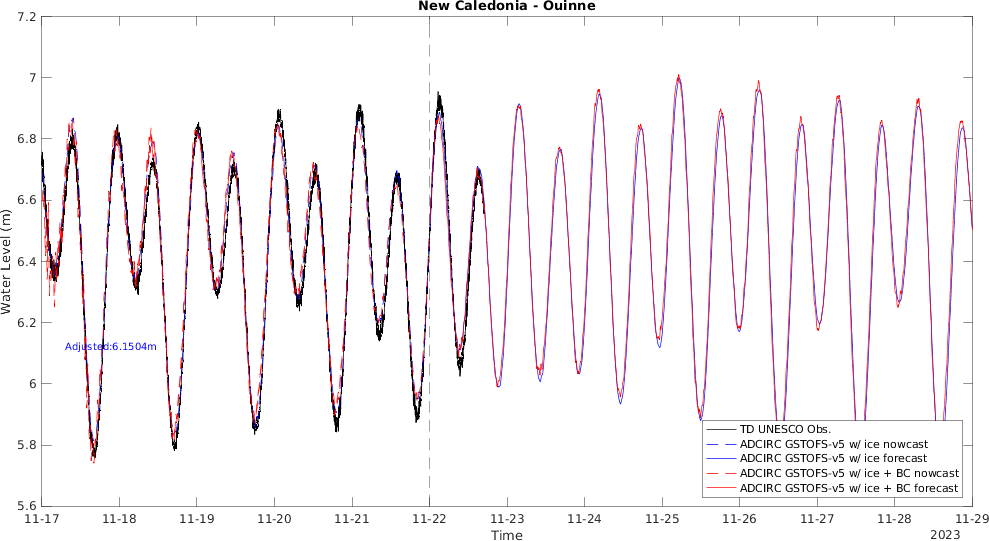 New Caledonia - Ouinne
7.2
7
6.8
6.6
6.4
6.2
6
5.8
5.6
Water Level (m)
Adjusted:6.1504m
TD UNESCO Obs.
ADCIRC GSTOFS-v5 w/ ice nowcast
ADCIRC GSTOFS-v5 w/ ice forecast
ADCIRC GSTOFS-v5 w/ ice + BC nowcast
ADCIRC GSTOFS-v5 w/ ice + BC forecast
11-17 11-18 11-19 11-20 11-21 11-22 11-23 11-24 11-25 11-26 11-27 11-28 11-29
Time
2023